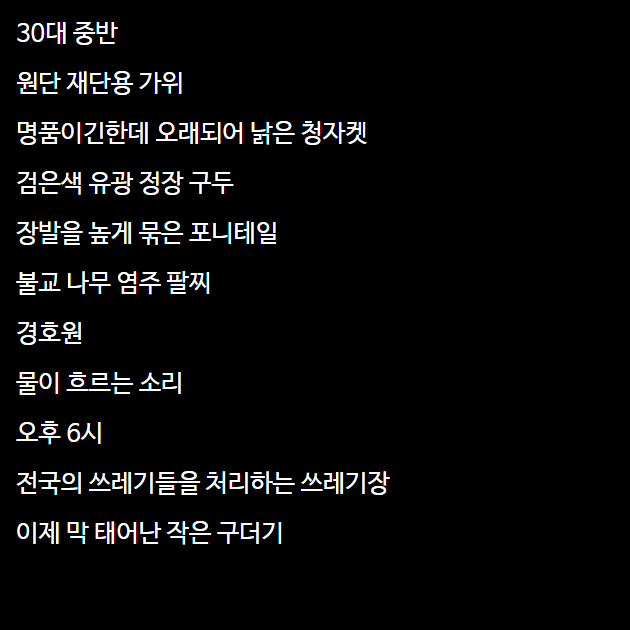 30대 중반
원단 재단용 가위
명품이긴한데 오래되어 낡은 청자켓
검은색 유광 정장 구두
장발을 높게 묶은 포니테일
불교 나무 염주 팔찌
경호원
물이 흐르는 소리
오후 6시
전국의 쓰레기들을 처리하는 쓰레기장
이제 막 태어난 작은 구더기